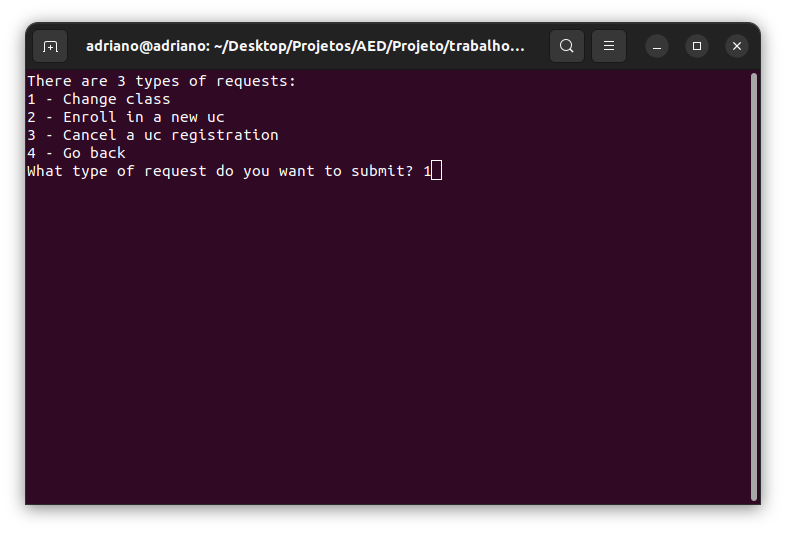 adriano@adriano: ~/Desktop/Projetos/AED/Projeto/trabalho...
There are 3 types of requests:
1 - Change class
2 - Enroll in a new uc
3 - Cancel a uc registration
4 - Go back
What type of request do you want to submit? 1